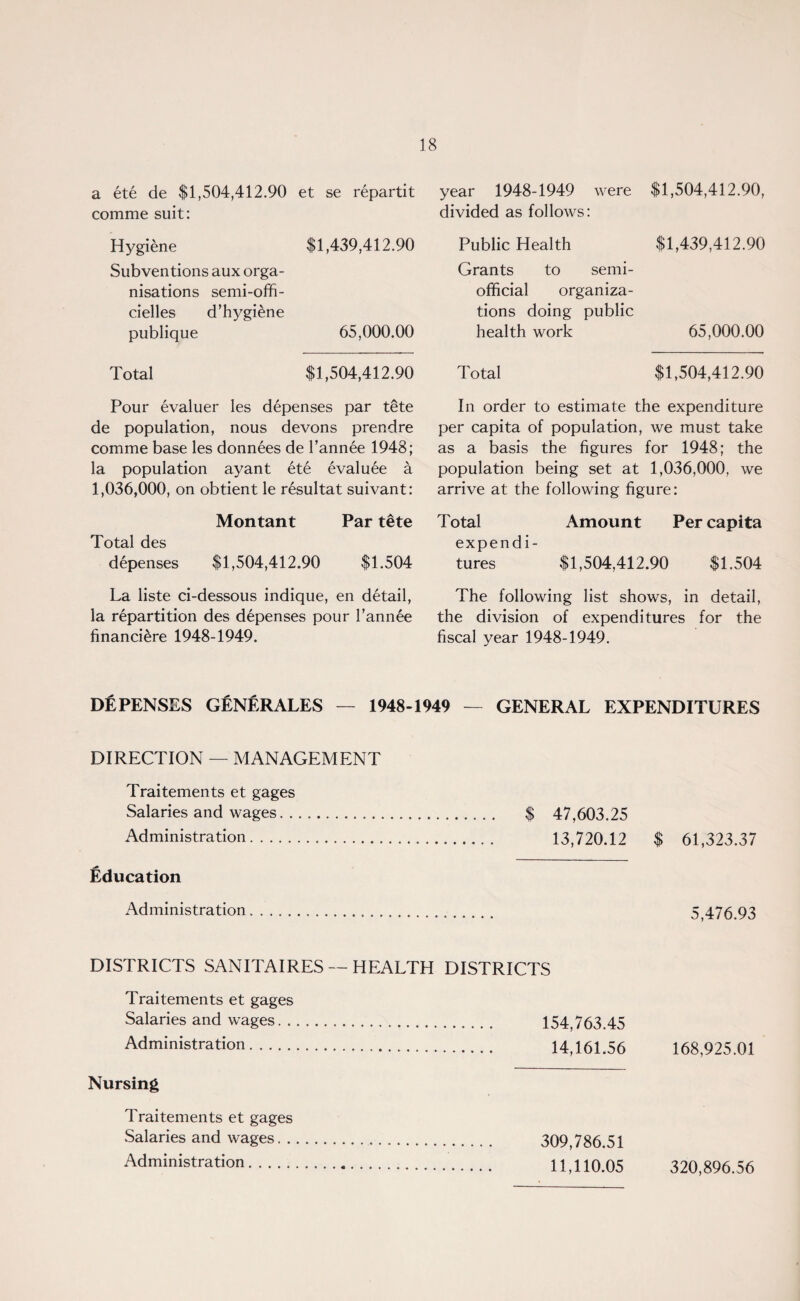 18
a été de $1,504,412.90 et se répartit
comme suit:
Hygiène $1,439,412.90
Subventions aux orga-
nisations semi-offi-
cielles d’hygiène
publique 65,000.00
Total $1,504,412.90
Pour évaluer les dépenses par tête
de population, nous devons prendre
comme base les données de l’année 1948;
la population ayant été évaluée à
1,036,000, on obtient le résultat suivant:
Montant Par tête
Total des
dépenses $1,504,412.90 $1.504
La liste ci-dessous indique, en détail,
la répartition des dépenses pour l’année
financière 1948-1949.
year 1948-1949 were $1,504,412.90,
divided as follows:
Public Health $1,439,412.90
Grants to semi-
official organiza-
tions doing public
health work 65,000.00
Total $1,504,412.90
In order to estimate the expenditure
per capita of population, we must take
as a basis the figures for 1948; the
population being set at 1,036,000, we
arrive at the following figure:
Total Amount Per capita
expendi-
tures $1,504,412.90 $1.504
The following list shows, in detail,
the division of expenditures for the
fiscal year 1948-1949.
DÉPENSES GÉNÉRALES — 1948-1949 — GENERAL EXPENDITURES
DIRECTION — MANAGEMENT
Traitements et gages
Salaries and wages........................ $ 47,603.25
Administration........................ 13,720.12 $ 61,323.37
Éducation
Administration........................ 5,476.93
DISTRICTS SANITAIRES — HEALTH DISTRICTS
Traitements et gages
Salaries and wages........................ 154,763.45
Administration........................ 14,161.56 168,925.01
Nursing
Traitements et gages
Salaries and wages........................ 309,786.51
Administration........................ 11,110.05 320,896.56